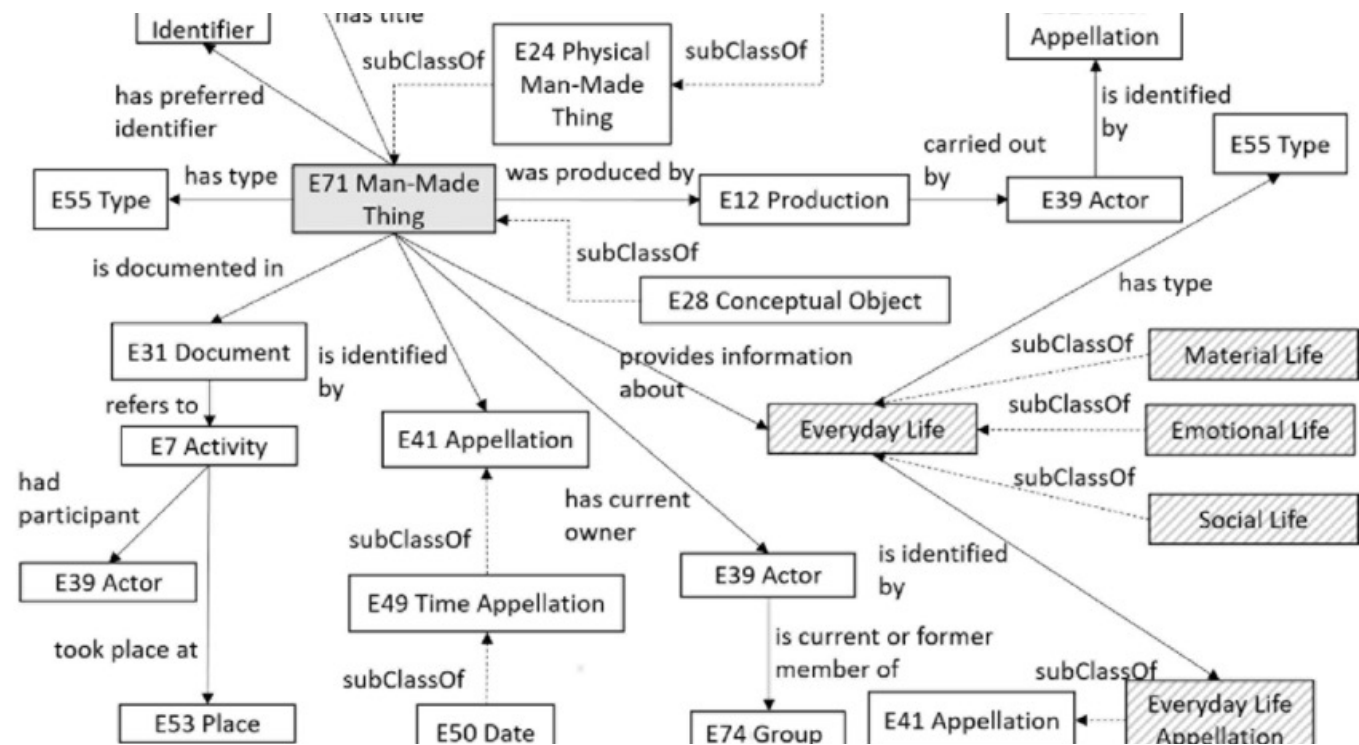 has title
Identifier
E24 Physical
Man-Made
Thing
subClassOf
subClassOf
Appellation
has preferred
identifier
is identified
by
E55 Type
carried out
by
has type
E55 Type
E71 Man-Made
Thing
was produced by
E12 Production
E39 Actor
subClassOf
is documented in
E28 Conceptual Object
has type
E31 Document
is identified
by
provides information
about
subClassOf
Material Life
refers to
E7 Activity
E41 Appellation
Everyday Life
subClassOf
Emotional Life
had
participant
has current
owner
subClassOf
Social Life
subClassOf
is identified
by
E39 Actor
E49 Time Appellation
E39 Actor
took place at
is current or former
member of
subClassOf
subClassOf
E53 Place
E50 Date
E74 Group
E41 Appellation
Everyday Life
Appellation